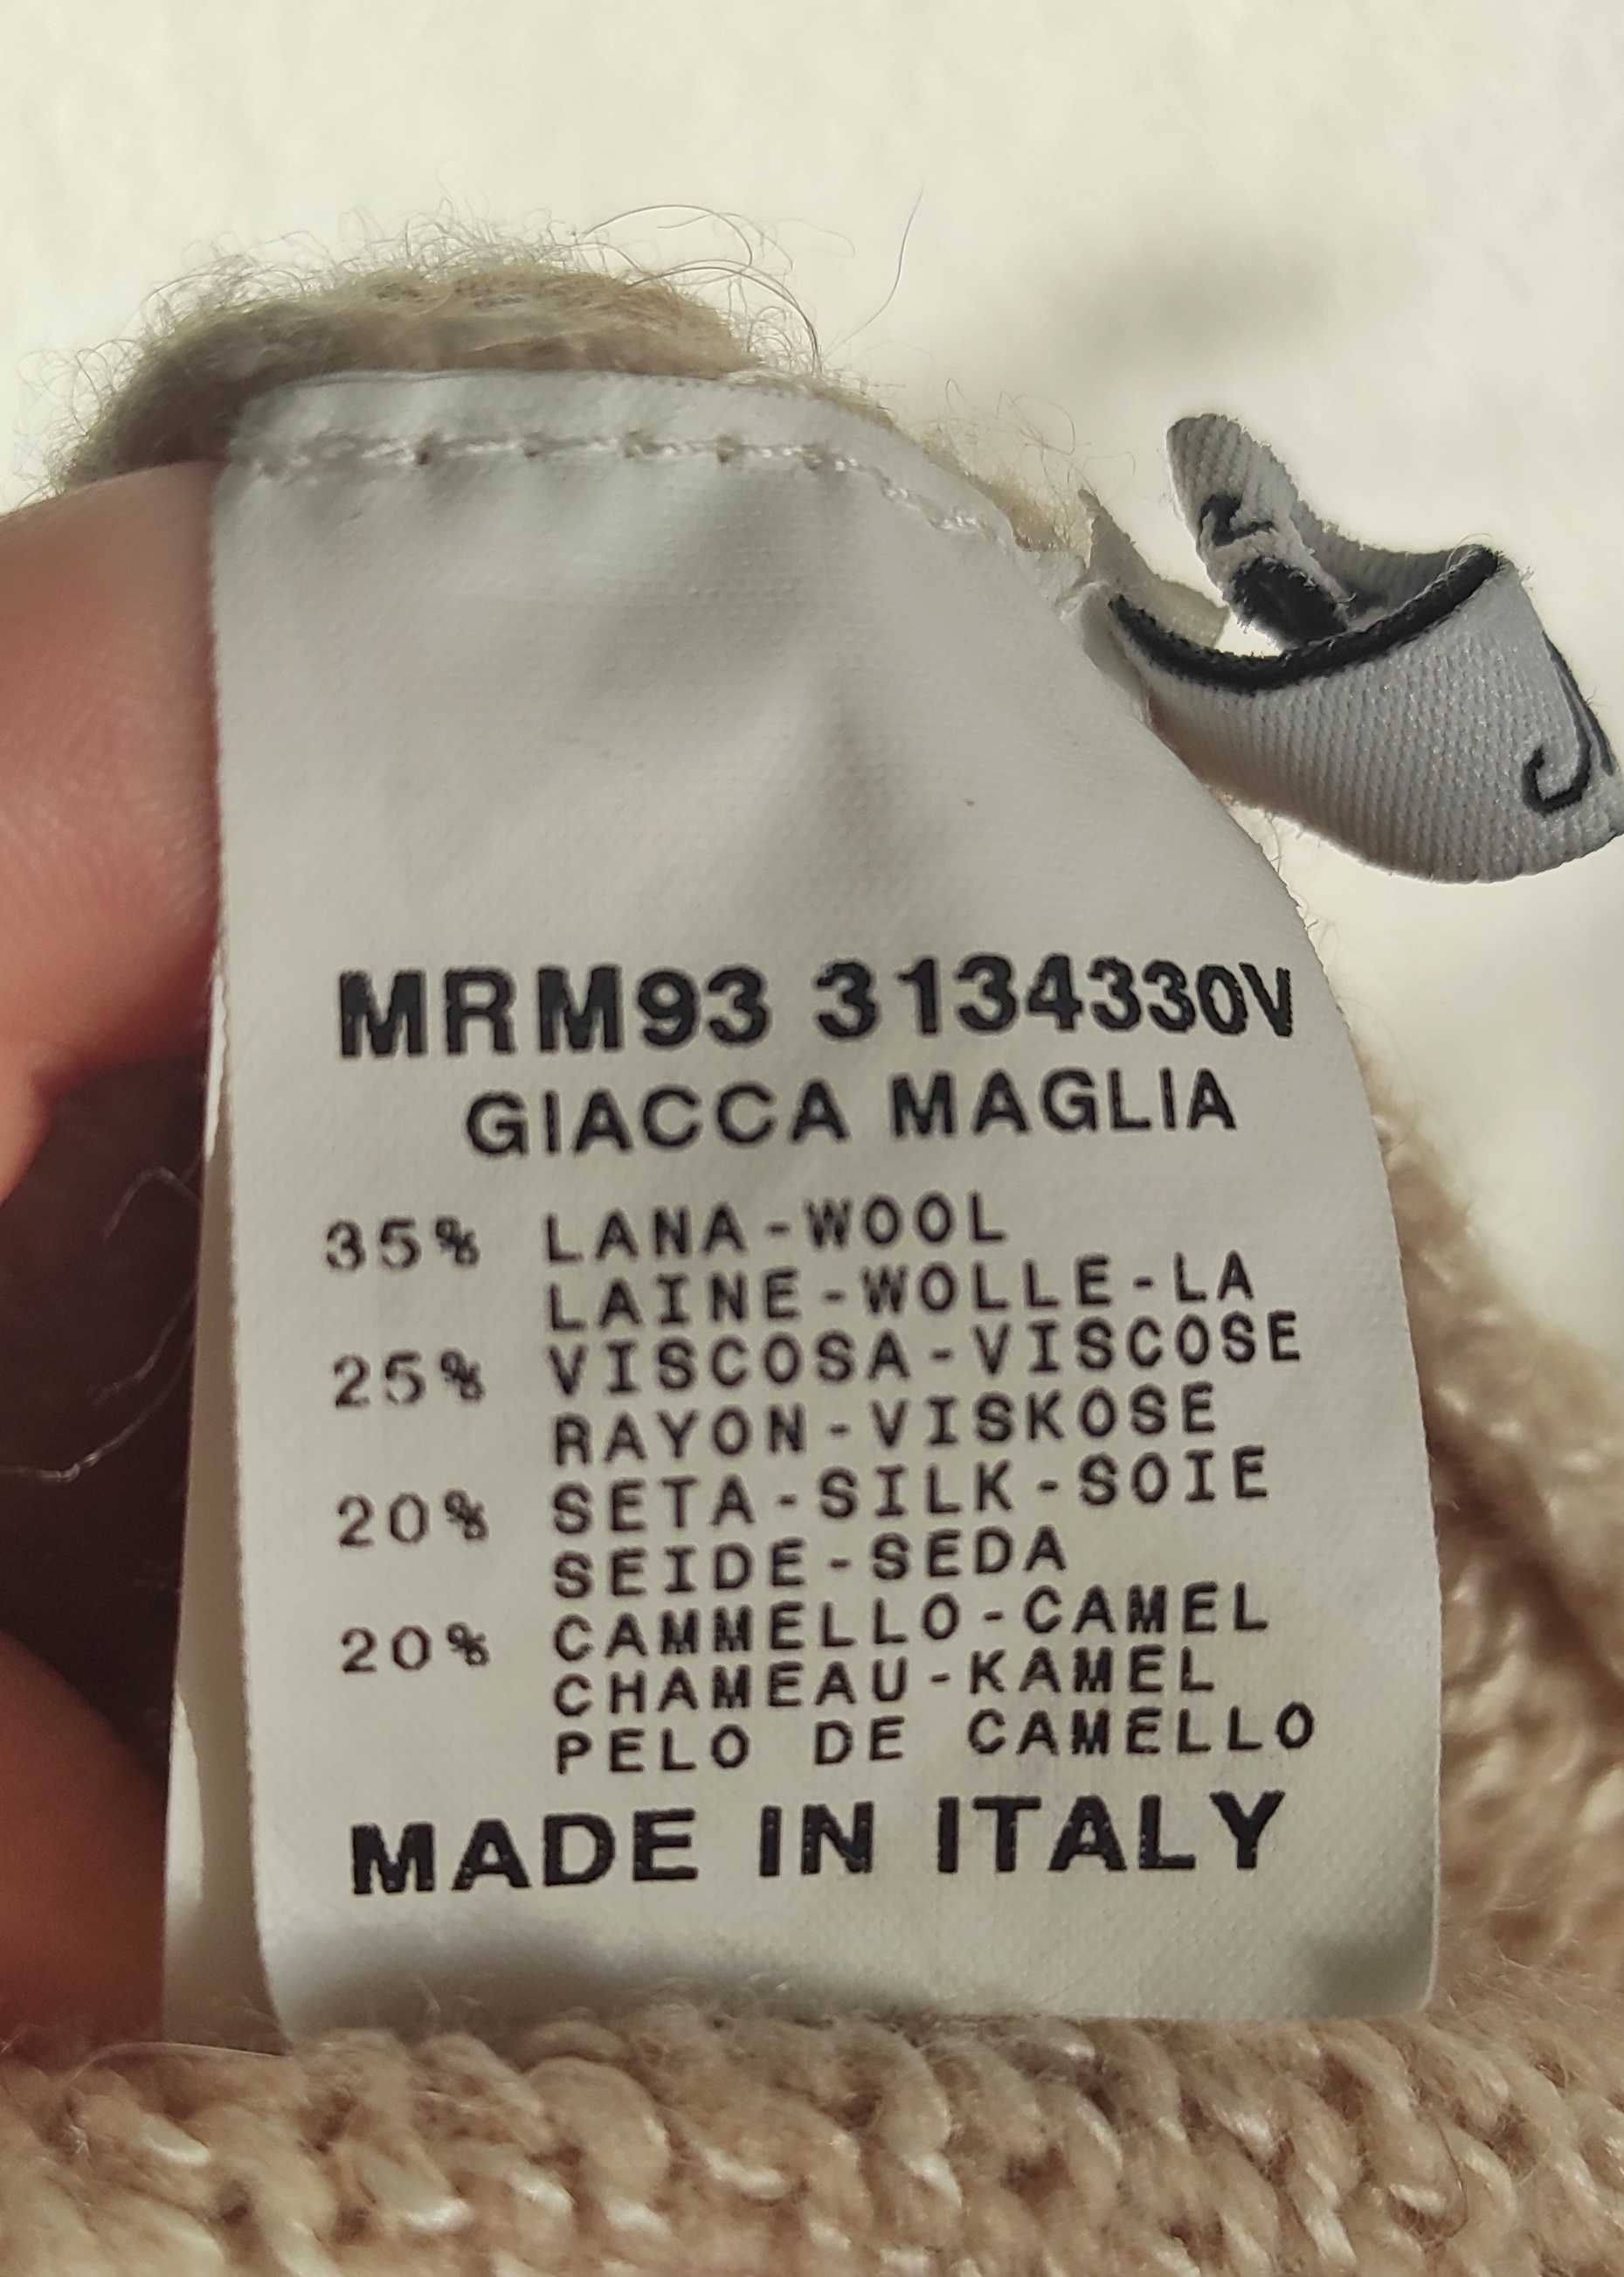 MRM93 3134330V
GIACCA MAGLIA
35% LANA-WOOL
LAINE-WOLLE-LA
25% VISCOSA-VISCOSE
RAYON-VISKOSE
20% SETA-SILK-SOIE
SEIDE-SEDA
20% CAMMELLO-CAMEL
CHAMEAU-KAMEL
PELO DE CAMELLO
MADE IN ITALY